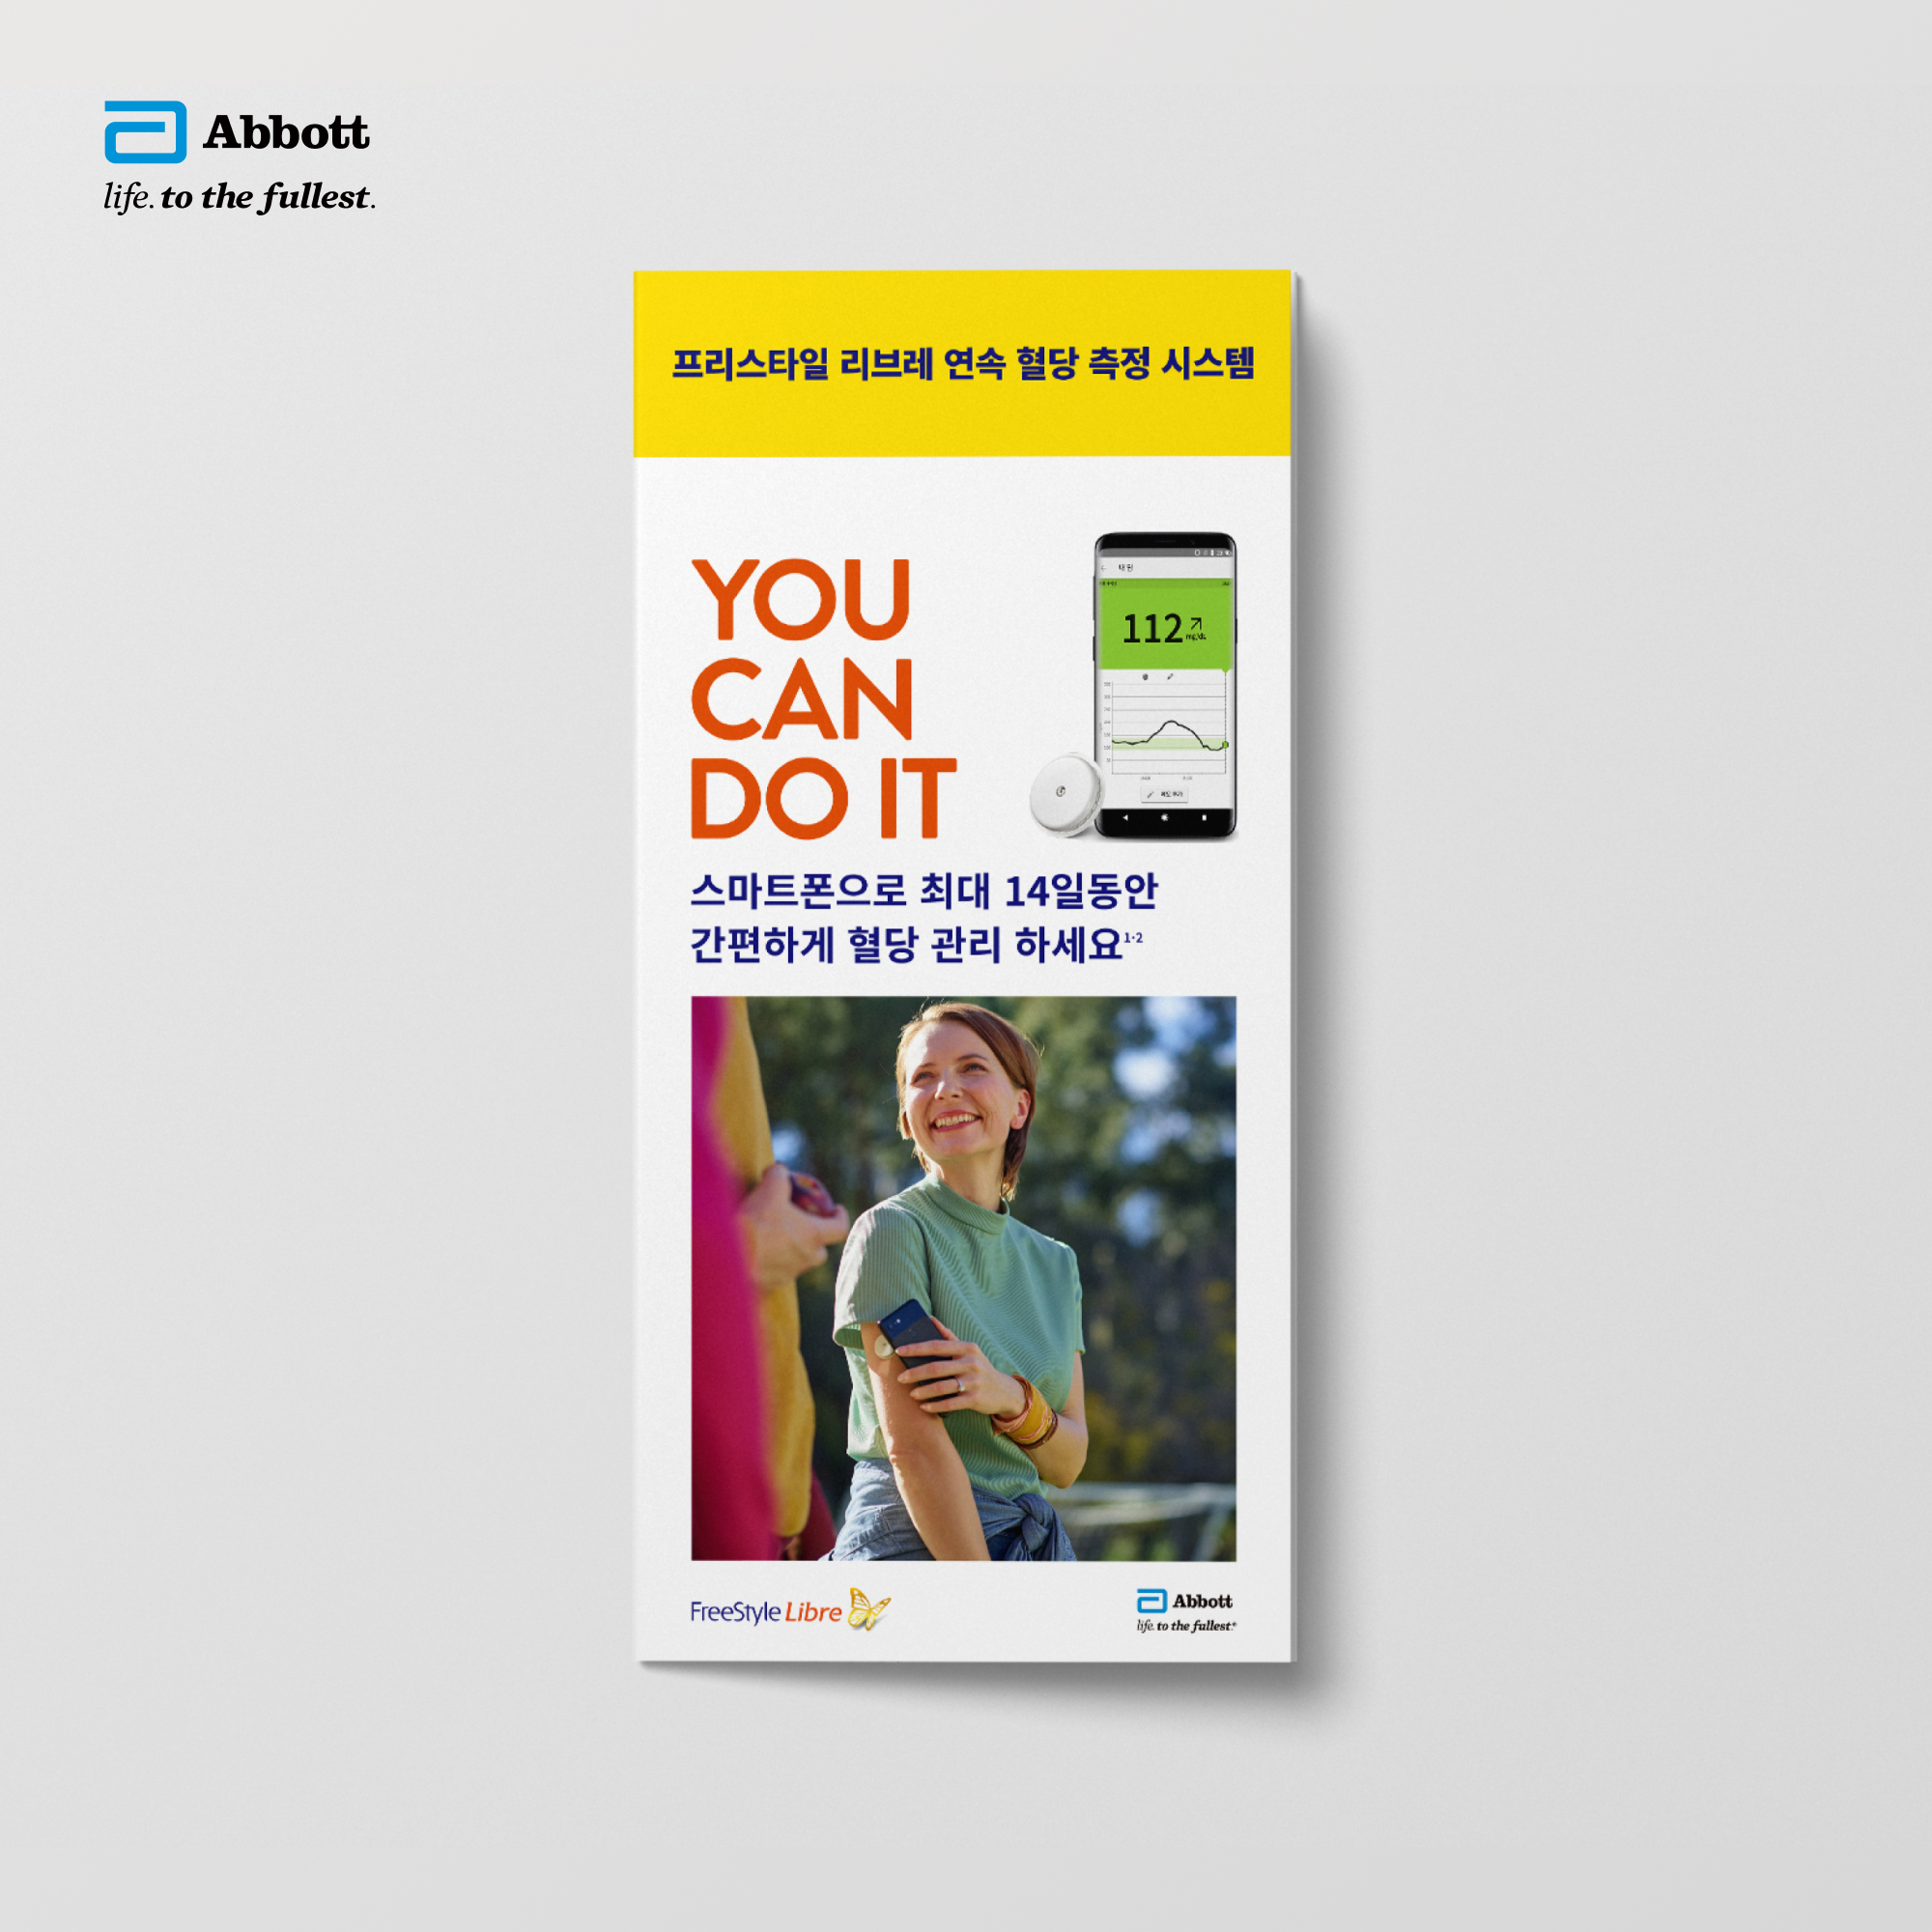 Abbott
life. to the fullest.
프리스타일 리브레 연속 혈당 측정 시스템
YOU
CAN
DO IT
112
mg/dL
스마트폰으로 최대 14일동안
간편하게 혈당 관리 하세요1-2
FreeStyle Libre
Abbott
life. to the fullest.®